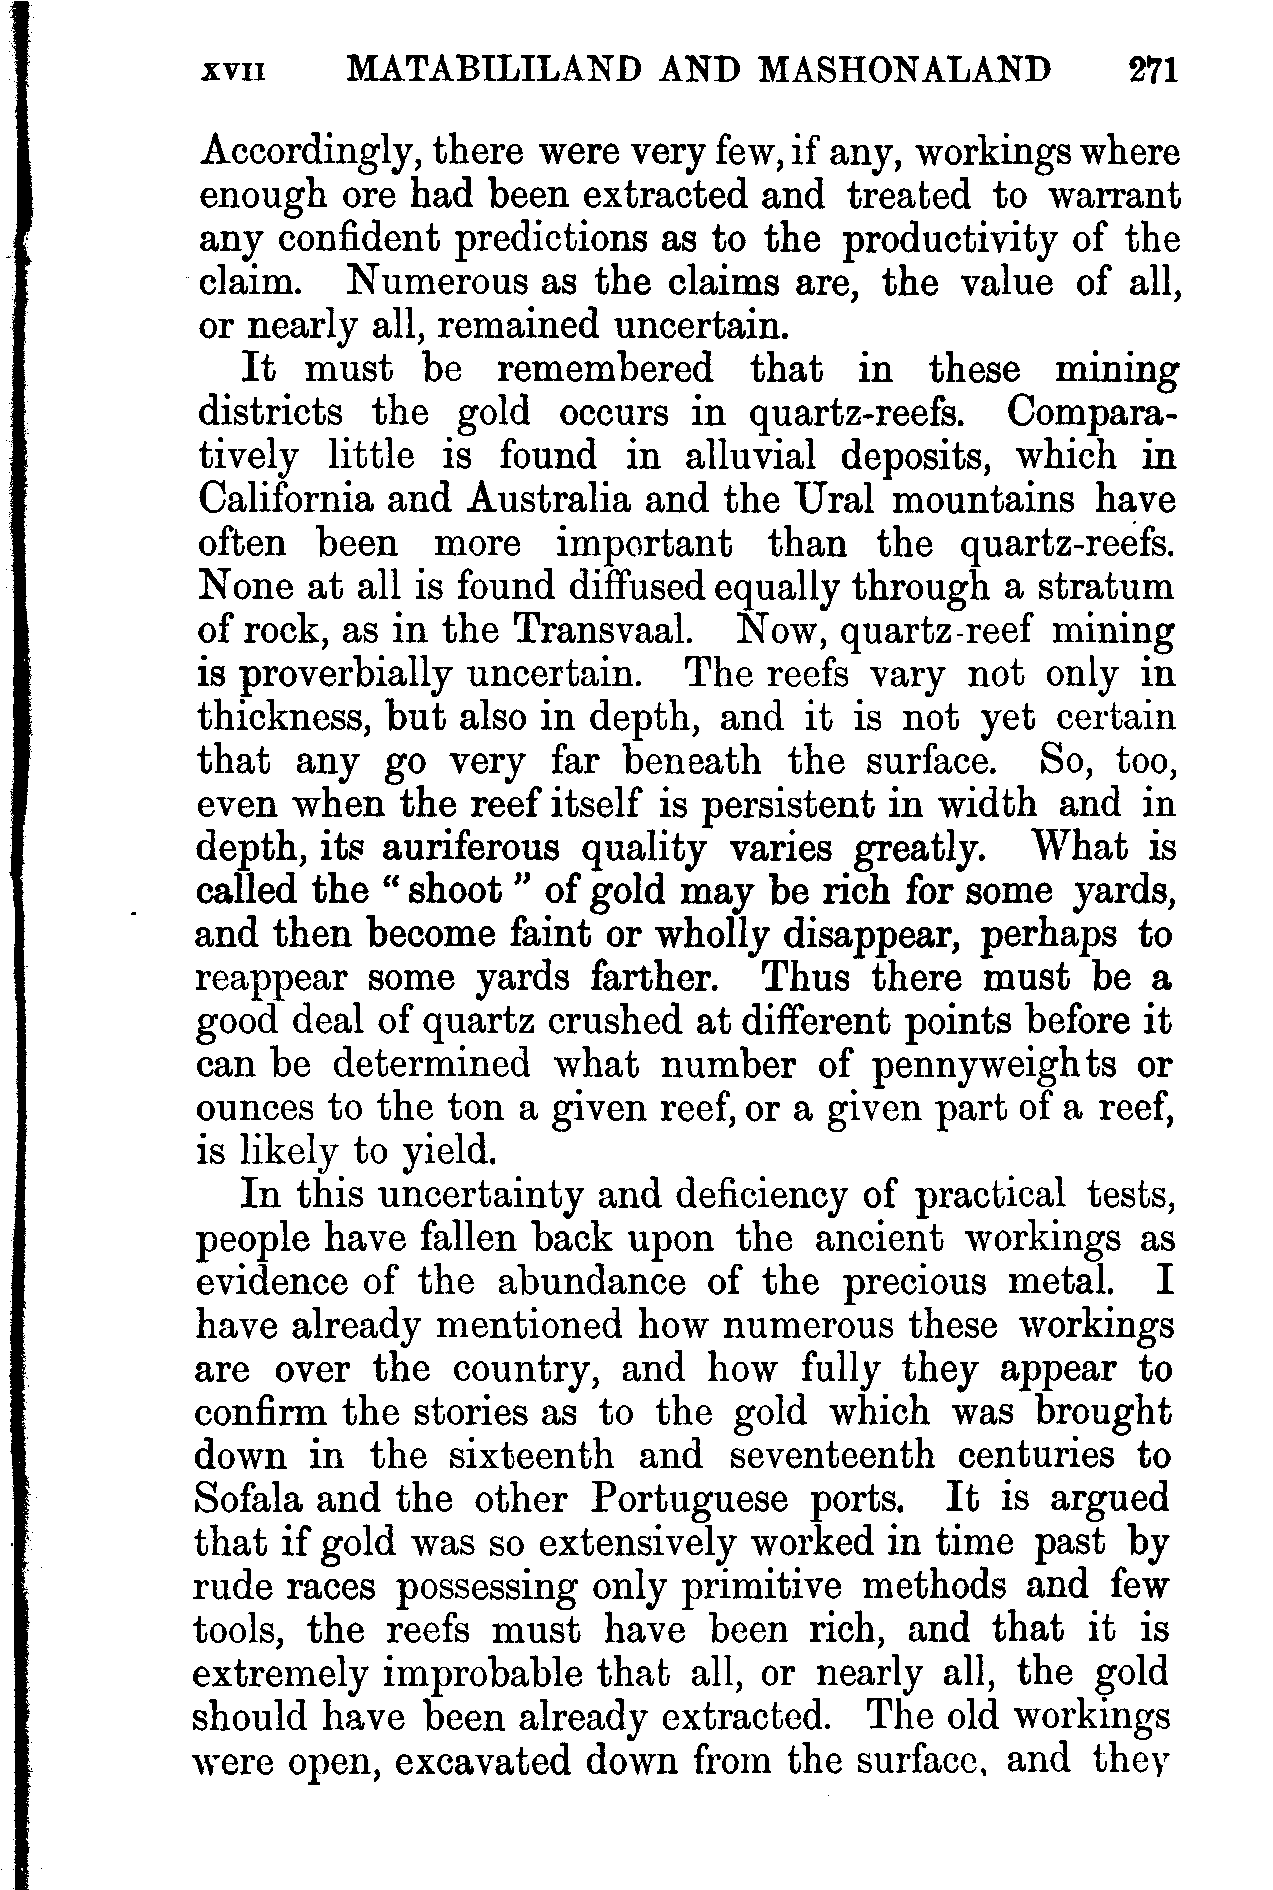 XVII MATABILILAND AND MASHONALAND 271
Accordingly, there were very few, if any, workings where
enough ore had been extracted and treated to warrant
any confident predictions as to the productivity of the
claim. Numerous as the claims are, the value of all,
or nearly all, remained uncertain.
It must be remembered that in these mining
districts the gold occurs in quartz-reefs. Compara-
tively little is found in alluvial deposits, which in
California and Australia and the Ural mountains have
often been more important than the quartz-reefs.
None at all is found diffused equally through a stratum
of rock, as in the Transvaal. Now, quartz-reef mining
is proverbially uncertain. The reefs vary not only in
thickness, but also in depth, and it is not yet certain
that any go very far beneath the surface. So, too,
even when the reef itself is persistent in width and in
depth, its auriferous quality varies greatly. What is
called the “shoot” of gold may be rich for some yards,
and then become faint or wholly disappear, perhaps to
reappear some yards farther. Thus there must be a
good deal of quartz crushed at different points before it
can be determined what number of pennyweights or
ounces to the ton a given reef, or a given part of a reef,
is likely to yield.
In this uncertainty and deficiency of practical tests,
people have fallen back upon the ancient workings as
evidence of the abundance of the precious metal. I
have already mentioned how numerous these workings
are over the country, and how fully they appear to
confirm the stories as to the gold which was brought
down in the sixteenth and seventeenth centuries to
Sofala and the other Portuguese ports. It is argued
that if gold was so extensively worked in time past by
rude races possessing only primitive methods and few
tools, the reefs must have been rich, and that it is
extremely improbable that all, or nearly all, the gold
should have been already extracted. The old workings
were open, excavated down from the surface, and they